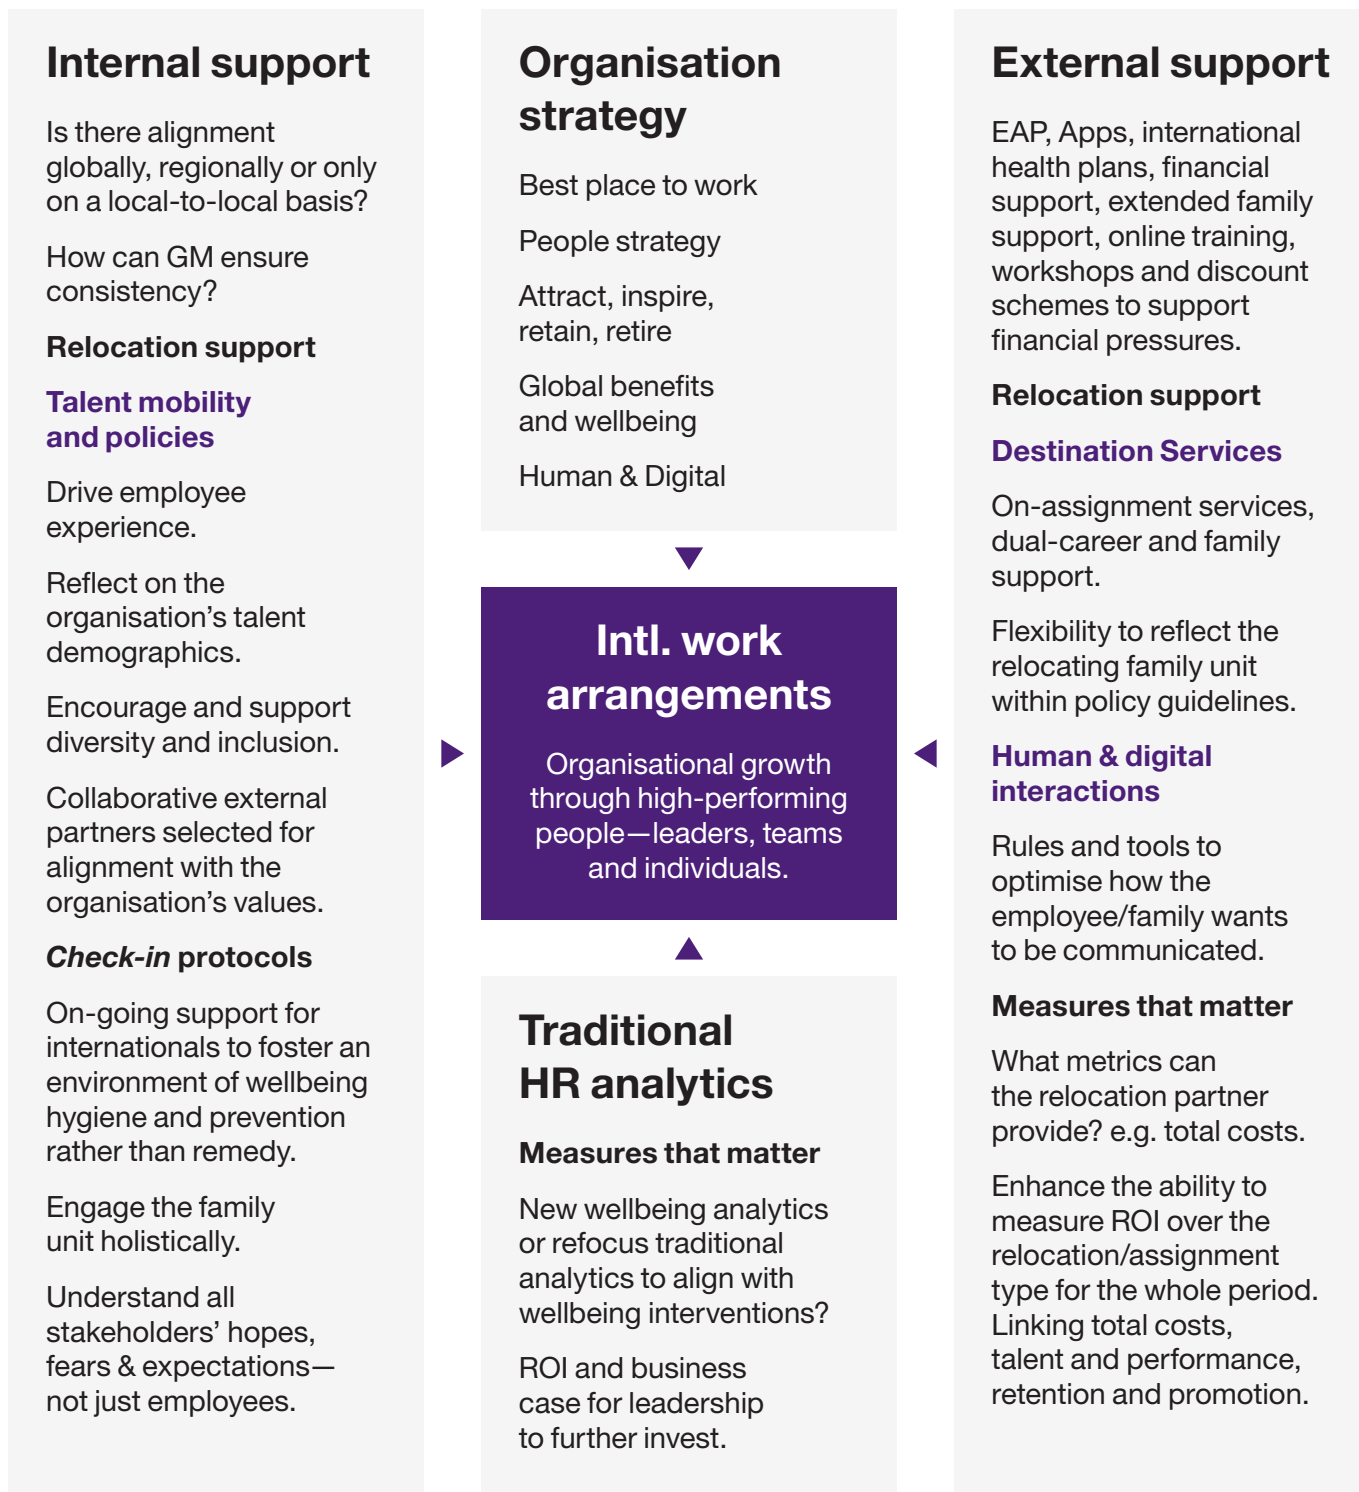 Internal support
Is there alignment
globally, regionally or only
on a local-to-local basis?
How can GM ensure
consistency?
Relocation support
Talent mobility
and policies
Drive employee
experience.
Reflect on the
organisation’s talent
demographics.
Encourage and support
diversity and inclusion.
Collaborative external
partners selected for
alignment with the
organisation’s values.
Check-in protocols
On-going support for
internationals to foster an
environment of wellbeing
hygiene and prevention
rather than remedy.
Engage the family
unit holistically.
Understand all
stakeholders’ hopes,
fears & expectations—
not just employees.
Organisation
strategy
Best place to work
People strategy
Attract, inspire,
retain, retire
Global benefits
and wellbeing
Human & Digital
Intl. work
arrangements
Organisational growth
through high-performing
people—leaders, teams
and individuals.
Traditional
HR analytics
Measures that matter
New wellbeing analytics
or refocus traditional
analytics to align with
wellbeing interventions?
ROI and business
case for leadership
to further invest.
External support
EAP, Apps, international
health plans, financial
support, extended family
support, online training,
workshops and discount
schemes to support
financial pressures.
Relocation support
Destination Services
On-assignment services,
dual-career and family
support.
Flexibility to reflect the
relocating family unit
within policy guidelines.
Human & digital
interactions
Rules and tools to
optimise how the
employee/family wants
to be communicated.
Measures that matter
What metrics can
the relocation partner
provide? e.g. total costs.
Enhance the ability to
measure ROI over the
relocation/assignment
type for the whole period.
Linking total costs,
talent and performance,
retention and promotion.